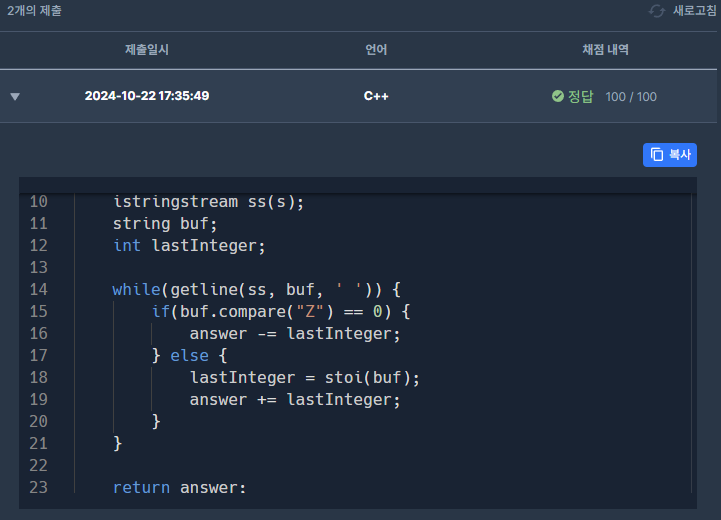 2개의 제출
새로고침
제출일시 언어 채점 내역
2024-10-22 17:35:49 C++ 정답 100 / 100
복사
10 istringstream ss(s);
11 string buf;
12 int lastInteger;
13
14 while(getline(ss, buf, ' ')) {
15 if(buf.compare("Z") == 0) {
16 answer -= lastInteger;
17 } else {
18 lastInteger = stoi(buf);
19 answer += lastInteger;
20 }
21 }
22
23 return answer: